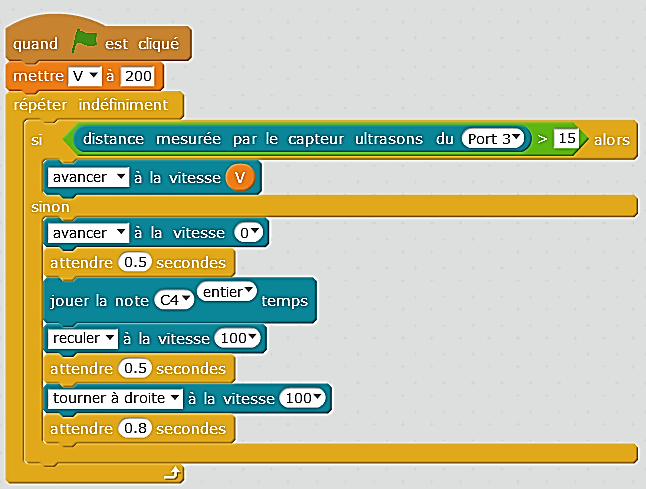 quand est cliqué
mettre V à 200
répéter indéfiniment
si distance mesurée par le capteur ultrasons du Port 3 > 15 alors
avancer à la vitesse V
sinon
avancer à la vitesse 0
attendre 0.5 secondes
jouer la note C4 entier temps
reculer à la vitesse 100
attendre 0.5 secondes
tourner à droite à la vitesse 100
attendre 0.8 secondes